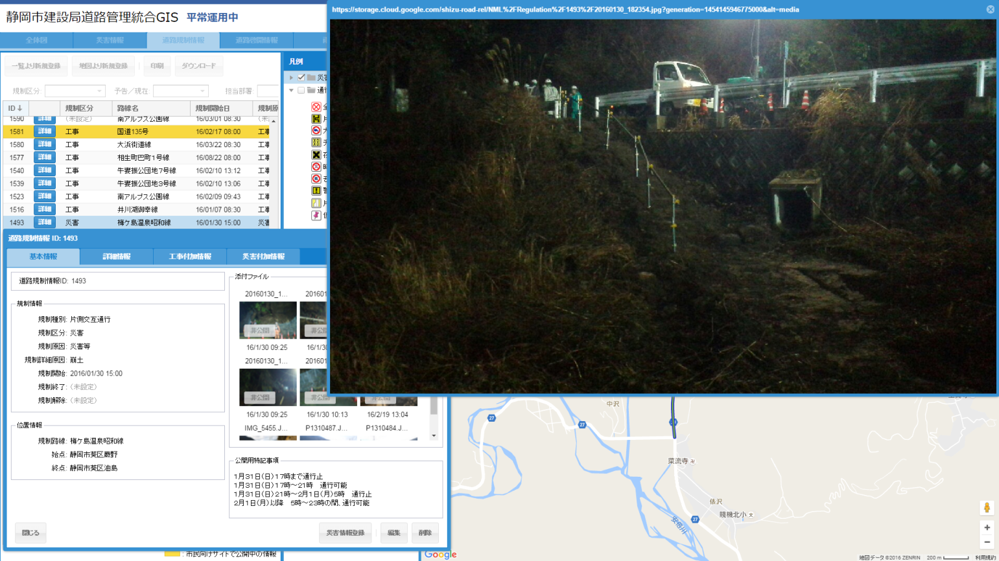 静岡市建設局道路管理統合GIS 平常運用中
https://storage.cloud.google.com/shizu-road-rel/NML%2FRegulation%2F1493%2F20160130_182354.jpg?generation=1454145946775000&alt=media
全体図 災害情報 道路規制情報 道路啓開情報
一覧より新規登録 地図より新規登録 印刷 ダウンロード
規制区分: 予告／現在: 担当部署
凡例
ID 規制区分 路線名 規制開始日 規制原
1590 詳細 (未設定) 南アルプス公園線 16/03/01 08:30
1581 詳細 工事 国道135号 16/02/17 08:00 工事
1580 詳細 工事 大浜街道線 16/03/22 08:30 工事
1577 詳細 工事 相生町巴町1号線 16/08/22 08:00 工事
1540 詳細 工事 牛妻振公団地7号線 16/02/10 13:12 工事
1539 詳細 工事 牛妻振公団地3号線 16/02/10 13:06 工事
1523 詳細 工事 南アルプス公園線 16/02/09 09:43 工事
1516 詳細 工事 井川湖御幸線 16/01/07 08:30 工事
1493 詳細 災害 梅ケ島温泉昭和線 16/01/30 15:00 災害
道路規制情報 ID: 1493
基本情報 詳細情報 工事付加情報 災害付加情報
道路規制情報ID: 1493
規制情報
規制種別: 片側交互通行
規制区分: 災害
規制原因: 災害等
規制詳細原因: 崩土
規制開始: 2016/01/30 15:00
規制終了: (未設定)
規制解除: (未設定)
位置情報
規制路線: 梅ケ島温泉昭和線
始点: 静岡市葵区蕨野
終点: 静岡市葵区油島
添付ファイル
20160130_1...
非公開
16/1/30 09:25
20160130_1...
非公開 非公開 非公開
16/1/30 09:25 16/1/30 10:13 16/2/19 13:04
IMG_5455.J... P1310487.J... P1310484.J...
公開用特記事項
1月31日(日)17時まで通行止
1月31日(日)17時～21時　通行可能
1月31日(日)21時～2月1日(月)5時　通行止
2月1日(月)以降　5時～23時の間、通行可能
閉じる 災害情報登録 編集 削除
: 市民向けサイトで公開中の情報
中沢
27
27
菜流寺
俵沢
賤機北小
27
安倍川
Google
地図データ ©2016 ZENRIN 200 m 利用規約